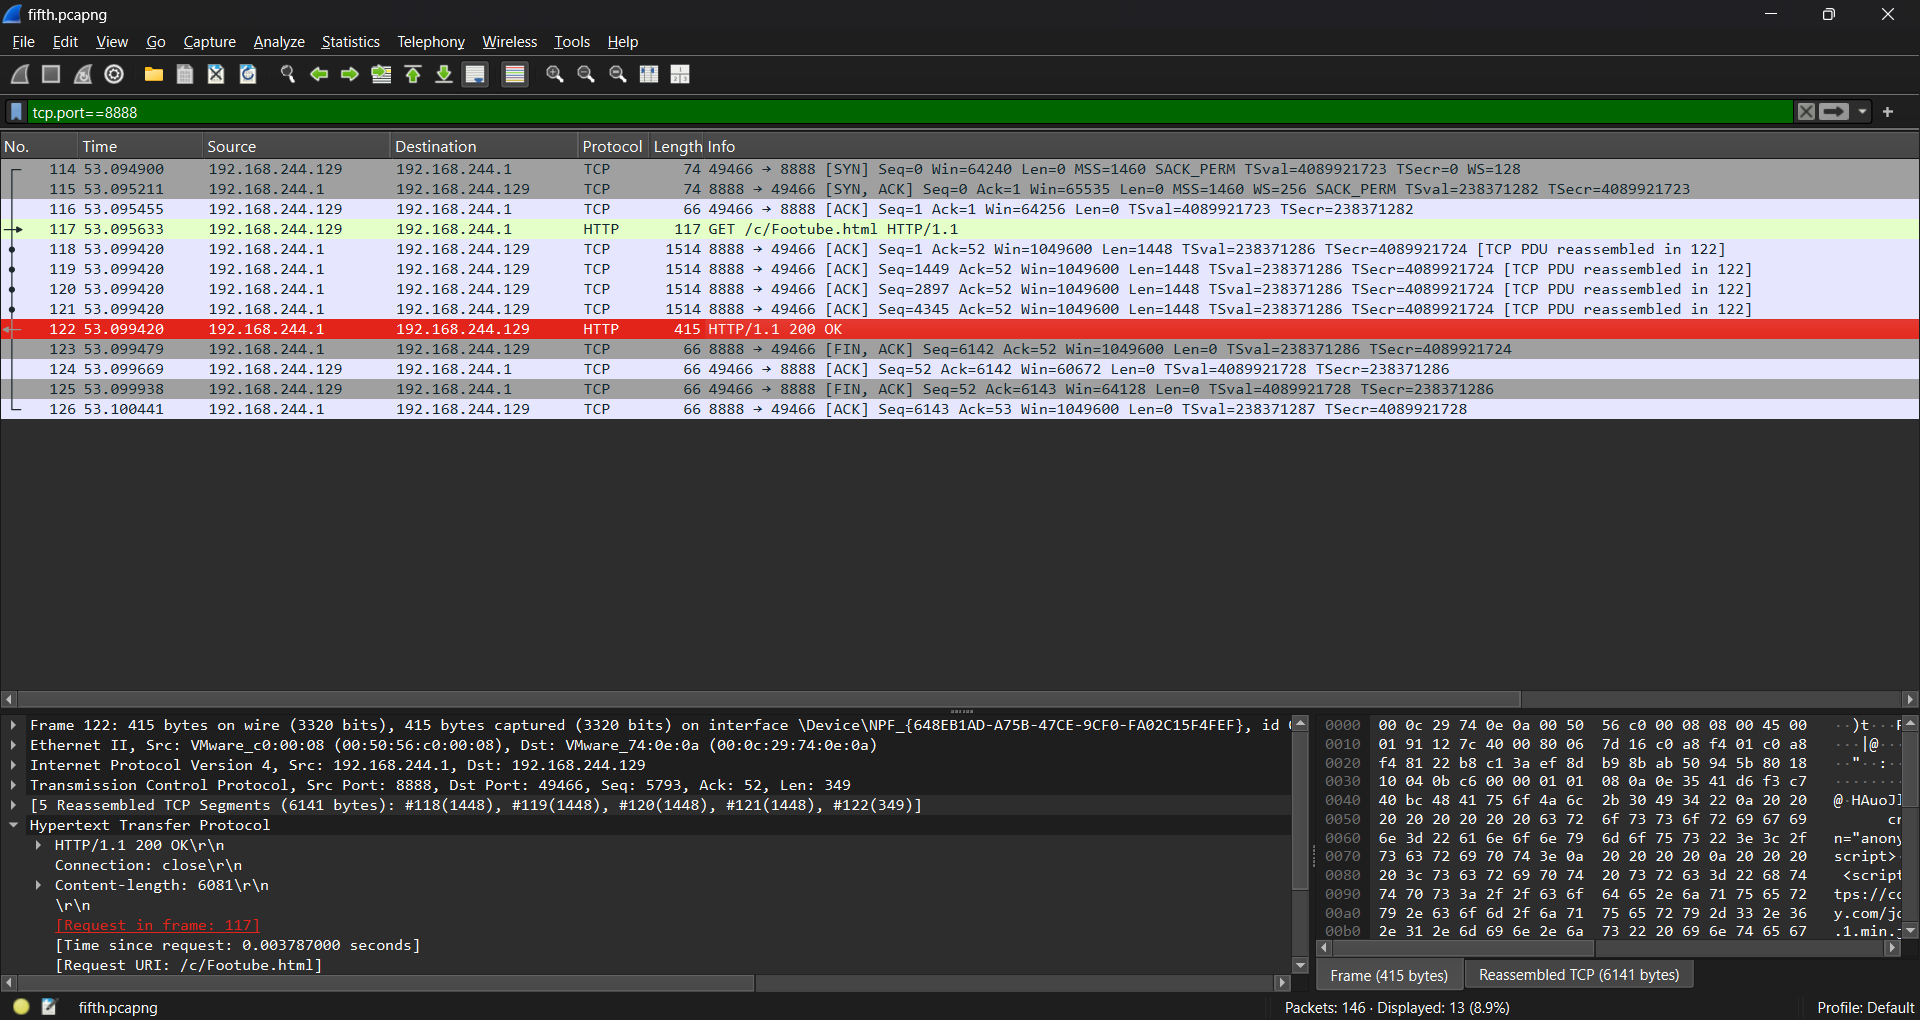 fifth.pcapng
File Edit View Go Capture Analyze Statistics Telephony Wireless Tools Help
tcp.port==8888
No. Time Source Destination Protocol Length Info
114 53.094900 192.168.244.129 192.168.244.1 TCP 74 49466 → 8888 [SYN] Seq=0 Win=64240 Len=0 MSS=1460 SACK_PERM TSval=4089921723 TSecr=0 WS=128
115 53.095211 192.168.244.1 192.168.244.129 TCP 74 8888 → 49466 [SYN, ACK] Seq=0 Ack=1 Win=65535 Len=0 MSS=1460 WS=256 SACK_PERM TSval=238371282 TSecr=4089921723
116 53.095455 192.168.244.129 192.168.244.1 TCP 66 49466 → 8888 [ACK] Seq=1 Ack=1 Win=64256 Len=0 TSval=4089921723 TSecr=238371282
117 53.095633 192.168.244.129 192.168.244.1 HTTP 117 GET /c/Footube.html HTTP/1.1
118 53.099420 192.168.244.1 192.168.244.129 TCP 1514 8888 → 49466 [ACK] Seq=1 Ack=52 Win=1049600 Len=1448 TSval=238371286 TSecr=4089921724 [TCP PDU reassembled in 122]
119 53.099420 192.168.244.1 192.168.244.129 TCP 1514 8888 → 49466 [ACK] Seq=1449 Ack=52 Win=1049600 Len=1448 TSval=238371286 TSecr=4089921724 [TCP PDU reassembled in 122]
120 53.099420 192.168.244.1 192.168.244.129 TCP 1514 8888 → 49466 [ACK] Seq=2897 Ack=52 Win=1049600 Len=1448 TSval=238371286 TSecr=4089921724 [TCP PDU reassembled in 122]
121 53.099420 192.168.244.1 192.168.244.129 TCP 1514 8888 → 49466 [ACK] Seq=4345 Ack=52 Win=1049600 Len=1448 TSval=238371286 TSecr=4089921724 [TCP PDU reassembled in 122]
122 53.099420 192.168.244.1 192.168.244.129 HTTP 415 HTTP/1.1 200 OK
123 53.099479 192.168.244.1 192.168.244.129 TCP 66 8888 → 49466 [FIN, ACK] Seq=6142 Ack=52 Win=1049600 Len=0 TSval=238371286 TSecr=4089921724
124 53.099669 192.168.244.129 192.168.244.1 TCP 66 49466 → 8888 [ACK] Seq=52 Ack=6142 Win=60672 Len=0 TSval=4089921728 TSecr=238371286
125 53.099938 192.168.244.129 192.168.244.1 TCP 66 49466 → 8888 [FIN, ACK] Seq=52 Ack=6143 Win=64128 Len=0 TSval=4089921728 TSecr=238371286
126 53.100441 192.168.244.1 192.168.244.129 TCP 66 8888 → 49466 [ACK] Seq=6143 Ack=53 Win=1049600 Len=0 TSval=238371287 TSecr=4089921728
Frame 122: 415 bytes on wire (3320 bits), 415 bytes captured (3320 bits) on interface \Device\NPF_{648EB1AD-A75B-47CE-9CF0-FA02C15F4FEF}, id
Ethernet II, Src: VMware_c0:00:08 (00:50:56:c0:00:08), Dst: VMware_74:0e:0a (00:0c:29:74:0e:0a)
Internet Protocol Version 4, Src: 192.168.244.1, Dst: 192.168.244.129
Transmission Control Protocol, Src Port: 8888, Dst Port: 49466, Seq: 5793, Ack: 52, Len: 349
[5 Reassembled TCP Segments (6141 bytes): #118(1448), #119(1448), #120(1448), #121(1448), #122(349)]
Hypertext Transfer Protocol
HTTP/1.1 200 OK\r\n
Connection: close\r\n
Content-length: 6081\r\n
\r\n
[Request in frame: 117]
[Time since request: 0.003787000 seconds]
[Request URI: /c/Footube.html]
0000 00 0c 29 74 0e 0a 00 50 56 c0 00 08 08 00 45 00 ··)t···P
0010 01 91 12 7c 40 00 80 06 7d 16 c0 a8 f4 01 c0 a8 ···|@···
0020 f4 81 22 b8 c1 3a ef 8d b9 8b ab 50 94 5b 80 18 ··"··:··
0030 10 04 0b c6 00 00 01 01 08 0a 0e 35 41 d6 f3 c7 ········
0040 40 bc 48 41 75 6f 4a 6c 2b 30 49 34 22 0a 20 20 @·HAuoJl
0050 20 20 20 20 20 20 63 72 6f 73 73 6f 72 69 67 69 cr
0060 6e 3d 22 61 6e 6f 6e 79 6d 6f 75 73 22 3e 3c 2f n="anony
0070 73 63 72 69 70 74 3e 0a 20 20 20 20 0a 20 20 20 script>·
0080 20 3c 73 63 72 69 70 74 20 73 72 63 3d 22 68 74 <script
0090 74 70 73 3a 2f 2f 63 6f 64 65 2e 6a 71 75 65 72 tps://co
00a0 79 2e 63 6f 6d 2f 6a 71 75 65 72 79 2d 33 2e 36 y.com/jq
00b0 2e 31 2e 6d 69 6e 2e 6a 73 22 20 69 6e 74 65 67 .1.min.j
Frame (415 bytes) Reassembled TCP (6141 bytes)
fifth.pcapng Packets: 146 · Displayed: 13 (8.9%) Profile: Default